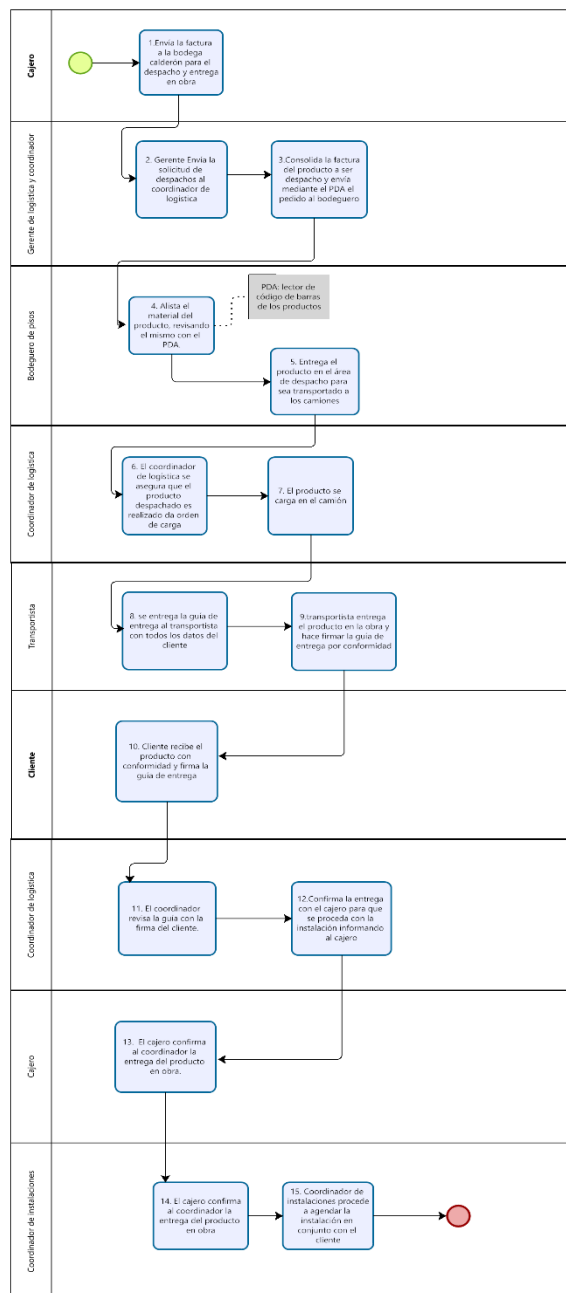 Cajero
1.Envia la factura
a la bodega
calderón para el
despacho y entrega
en obra
Gerente de logistica y coordinador
2. Gerente Envia la
solicitud de
despachos al
coordinador de
logistica
3.Consolida la factura
del producto a ser
despacho y envía
mediante el PDA el
pedido al bodeguero
Bodeguero de pisos
PDA: lector de
código de barras
de los productos
4. Alista el
material del
producto, revisando
el mismo con el
PDA.
5. Entrega el
producto en el área
de despacho para
sea transportado a
los camiones
Coordinador de logística
6. El coordinador
de logistica se
asegura que el
producto
despachado es
realizado da orden
de carga
7. El producto se
carga en el camión
Transportista
8. se entrega la guia de
entrega al transportista
con todos los datos del
cliente
9.transportista entrega
el producto en la obra y
hace firmar la guia de
entrega por conformidad
Cliente
10. Cliente recibe el
producto con
conformidad y firma la
guia de entrega
Coordinador de logística
11. El coordinador
revisa la guia con la
firma del cliente.
12.Confirma la entrega
con el cajero para que
se proceda con la
instalación informando
al cajero
Cajero
13. El cajero confirma
al coordinador la
entrega del producto
en obra.
Coordinador de instalaciones
14. El cajero confirma
al coordinador la
entrega del producto
en obra
15. Coordinador de
instalaciones procede
a agendar la
instalación en
conjunto con el
cliente